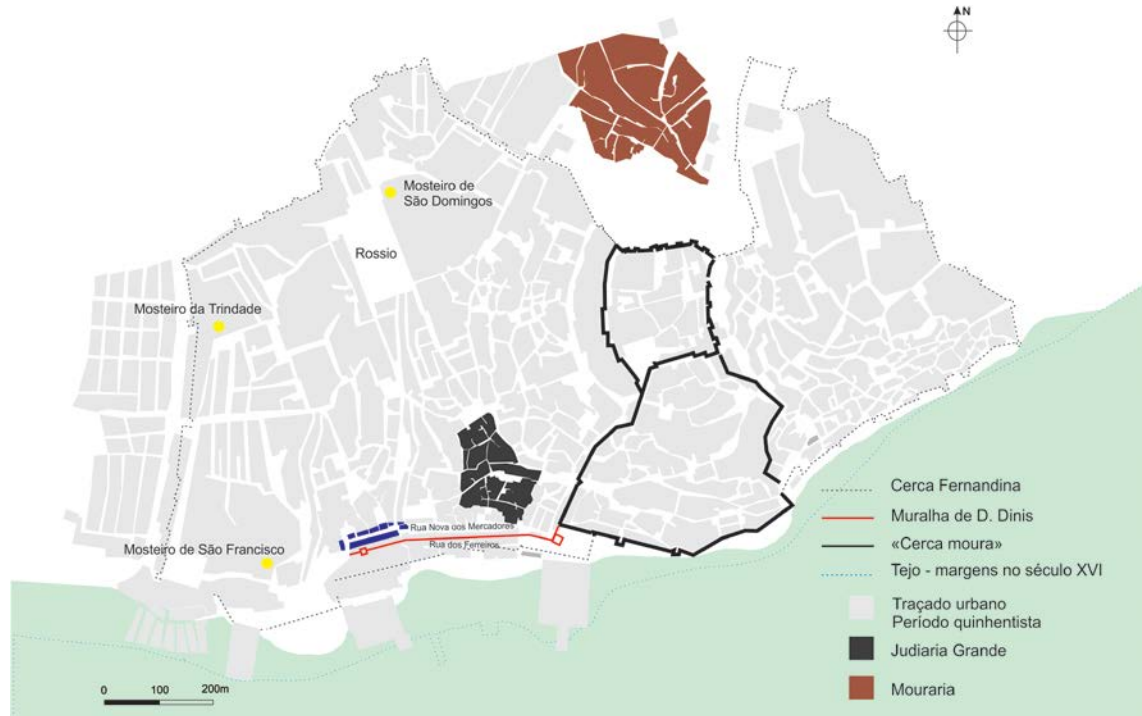 N
Mosteiro de
São Domingos
Rossio
Mosteiro da Trindade
Rua Nova oos Mercadores
Rua dos Ferreiros
Mosteiro de São Francisco
Cerca Fernandina
Muralha de D. Dinis
«Cerca moura»
Tejo - margens no século XVI
Traçado urbano
Período quinhentista
Judiaria Grande
Mouraria
0 100 200m